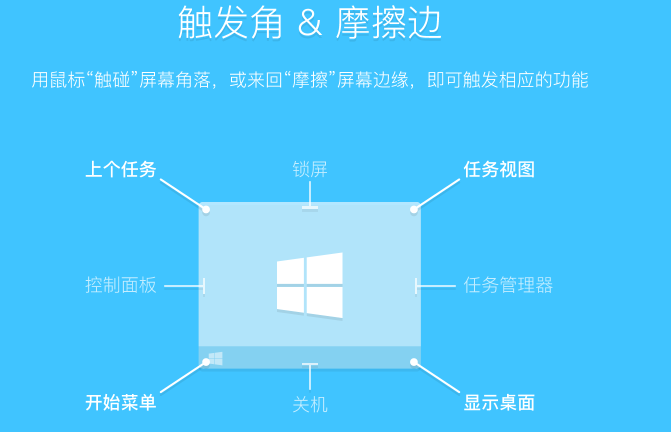 触发角 & 摩擦边
用鼠标“触碰”屏幕角落，或来回“摩擦”屏幕边缘，即可触发相应的功能
上个任务
锁屏
任务视图
控制面板
任务管理器
开始菜单
关机
显示桌面